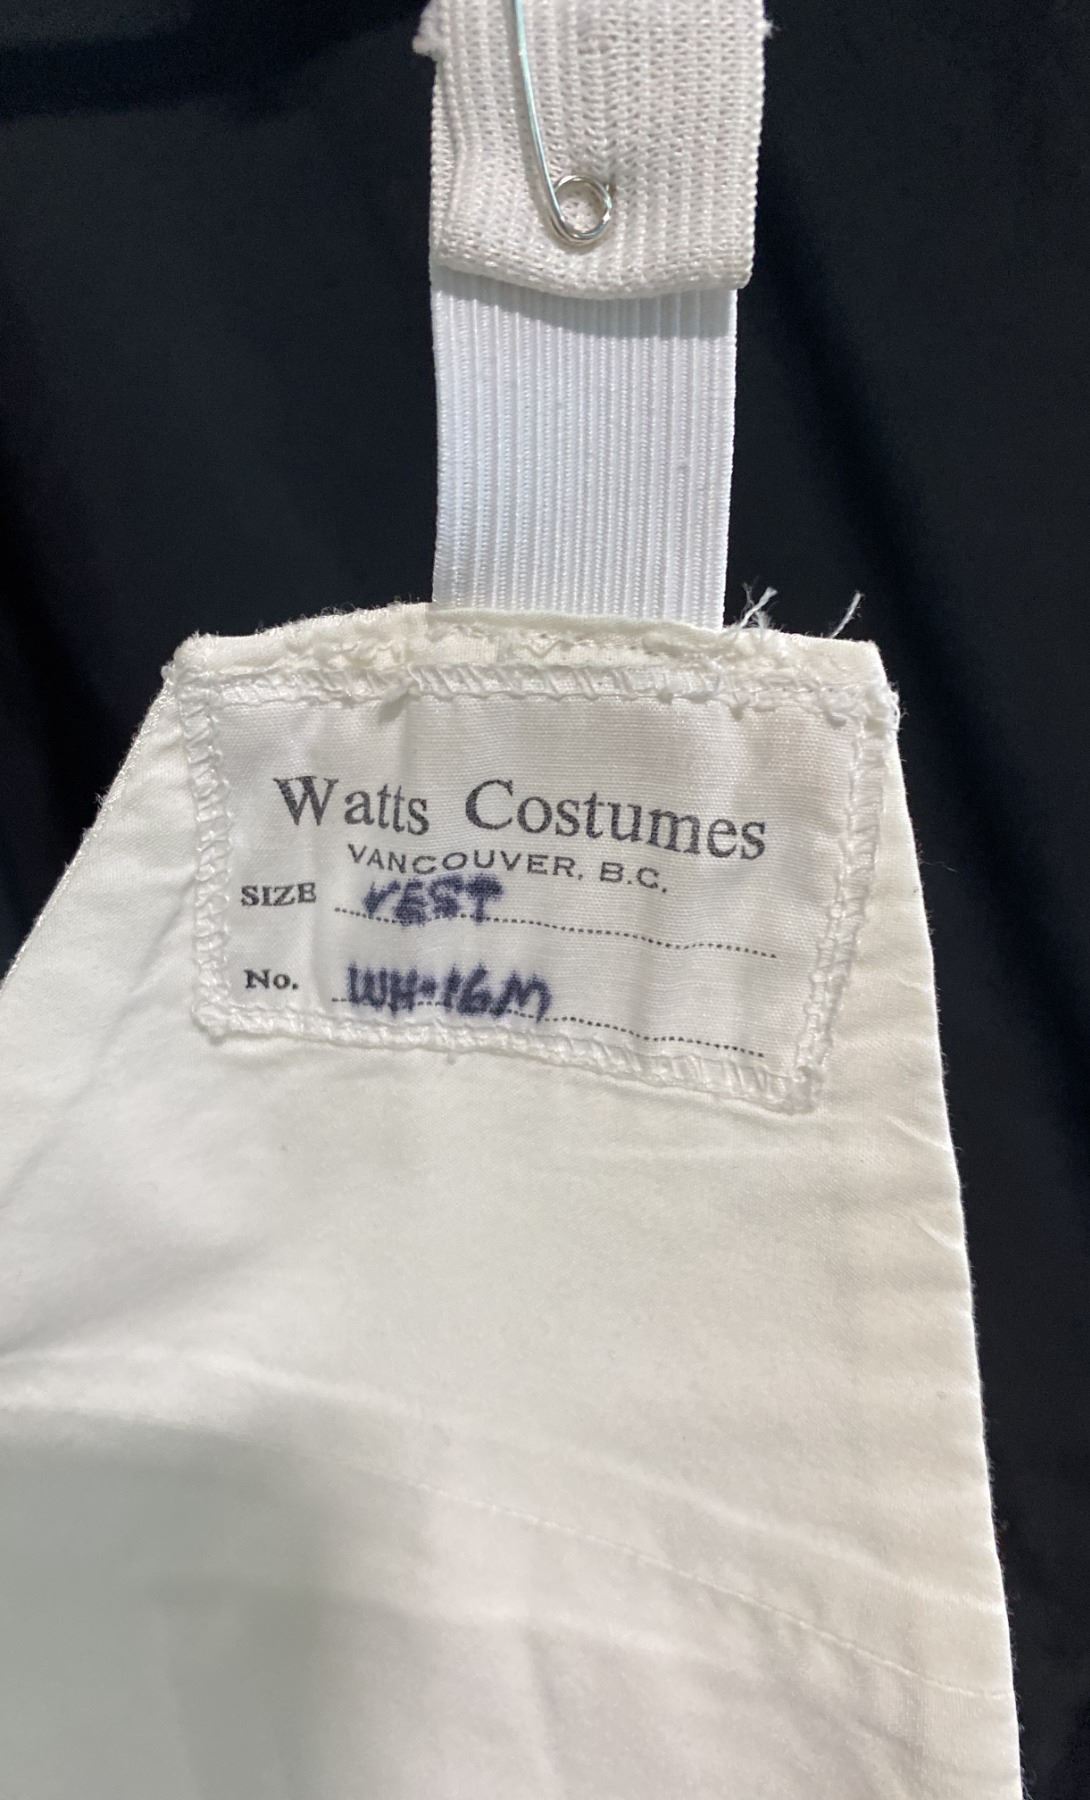 Watts Costumes
VANCOUVER, B.C.
SIZE VEST
No. WH-16M